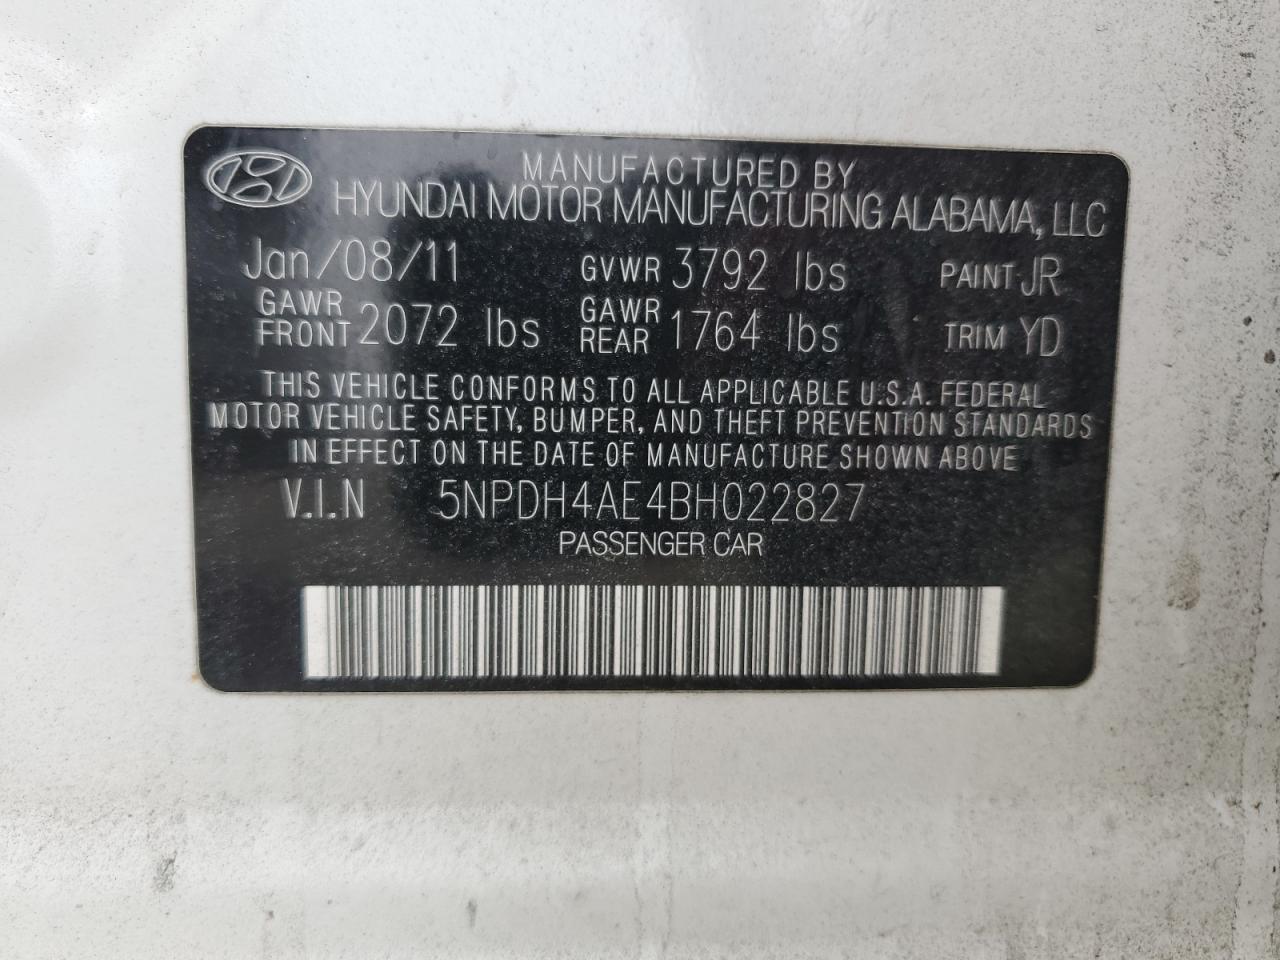 MANUFACTURED BY
HYUNDAI MOTOR MANUFACTURING ALABAMA, LLC
Jan/08/11 GVWR 3792 lbs PAINT JR
GAWR FRONT 2072 lbs GAWR REAR 1764 lbs TRIM YD
THIS VEHICLE CONFORMS TO ALL APPLICABLE U.S.A. FEDERAL
MOTOR VEHICLE SAFETY, BUMPER, AND THEFT PREVENTION STANDARDS
IN EFFECT ON THE DATE OF MANUFACTURE SHOWN ABOVE
V.I.N 5NPDH4AE4BH022827
PASSENGER CAR